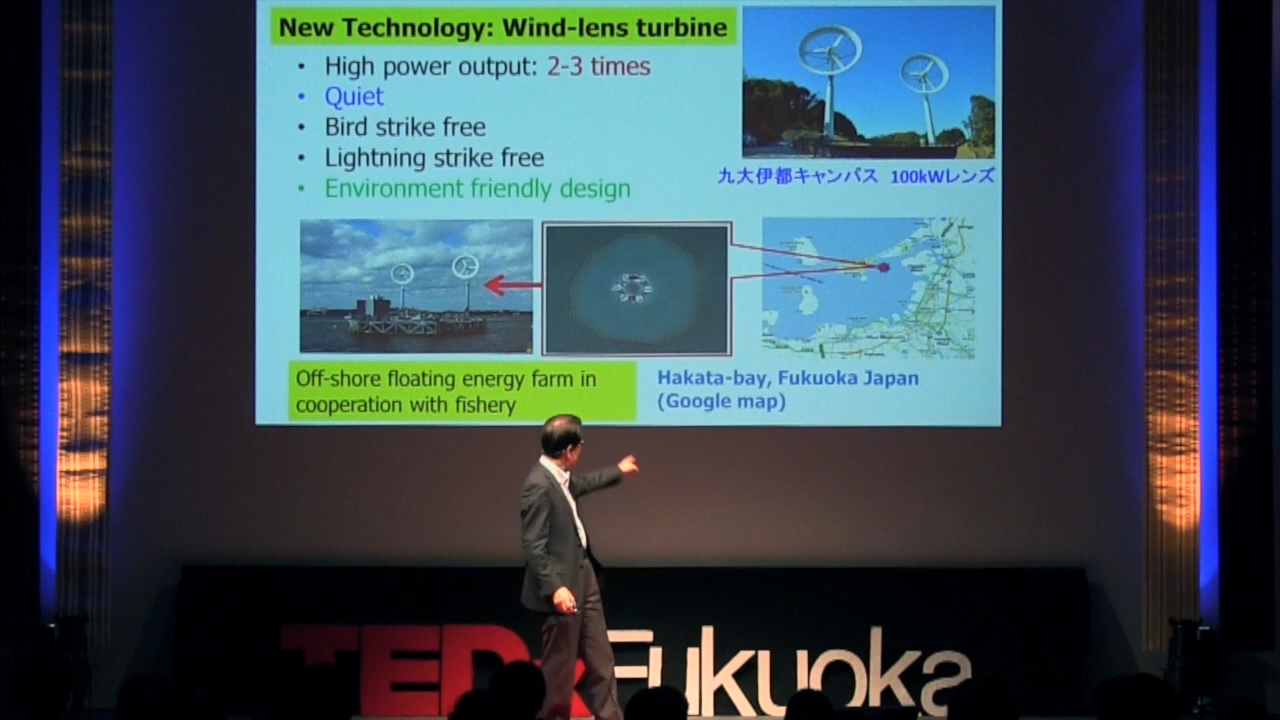 New Technology: Wind-lens turbine
• High power output: 2-3 times
• Quiet
• Bird strike free
• Lightning strike free
• Environment friendly design
九大伊都キャンパス 100kWレンズ
Off-shore floating energy farm in
cooperation with fishery
Hakata-bay, Fukuoka Japan
(Google map)
TEDxFukuoka